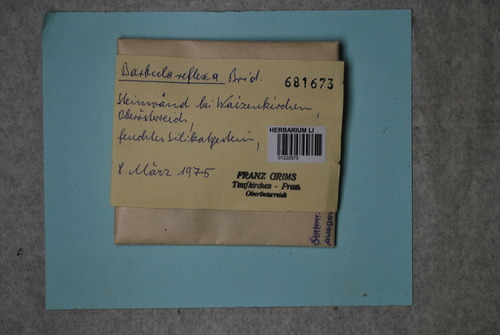 Barbula reflexa Brid.
681673
Steinwänd bei Waizenkirchen,
Oberösterreich,
feuchtes Silikatgestein,
HERBARIUM LI
8 März 1975
FRANZ GRIMS
Taufkirchen - Pram
Oberösterreich